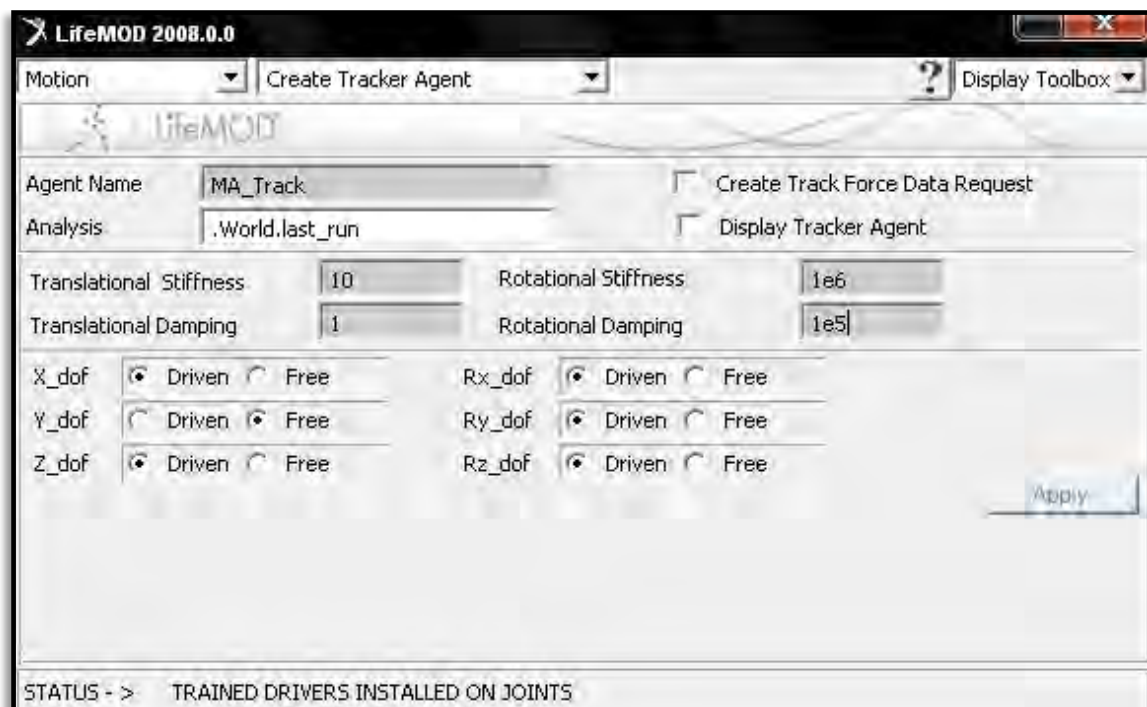 LifeMOD 2008.0.0
Motion Create Tracker Agent ? Display Toolbox
LifeMOD
Agent Name MA_Track Create Track Force Data Request
Analysis .World.last_run Display Tracker Agent
Translational Stiffness 10 Rotational Stiffness 1e6
Translational Damping 1 Rotational Damping 1e5
X_dof Driven Free Rx_dof Driven Free
Y_dof Driven Free Ry_dof Driven Free
Z_dof Driven Free Rz_dof Driven Free
Apply
STATUS - > TRAINED DRIVERS INSTALLED ON JOINTS